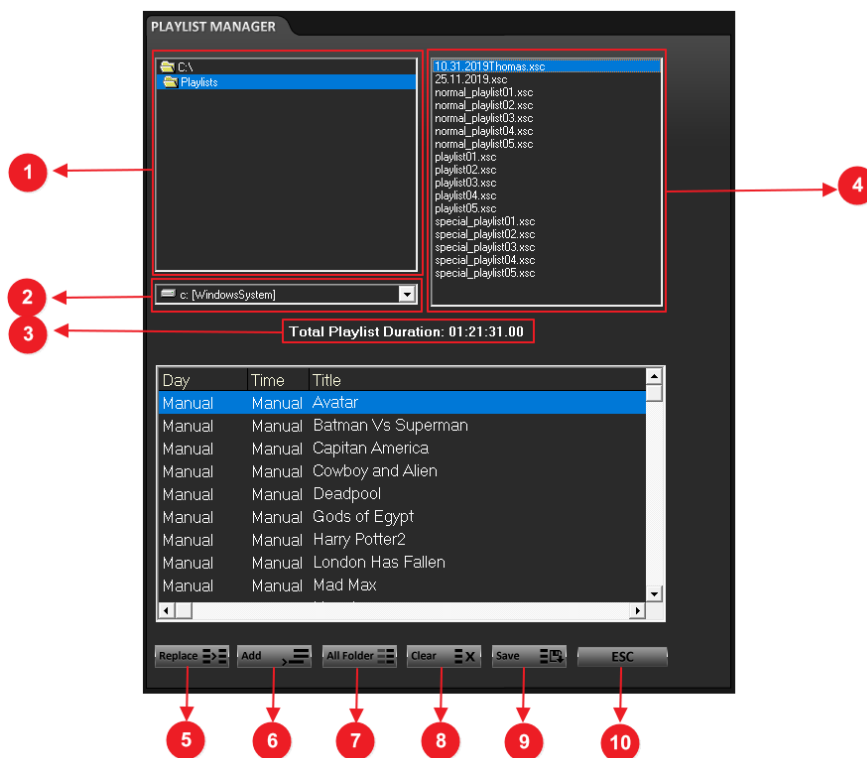 PLAYLIST MANAGER
C:\
Playlists
10.31.2019Thomas.xsc
25.11.2019.xsc
normal_playlist01.xsc
normal_playlist02.xsc
normal_playlist03.xsc
normal_playlist04.xsc
normal_playlist05.xsc
playlist01.xsc
playlist02.xsc
playlist03.xsc
playlist04.xsc
playlist05.xsc
special_playlist01.xsc
special_playlist02.xsc
special_playlist03.xsc
special_playlist04.xsc
special_playlist05.xsc
1
4
2
c: [WindowsSystem]
3
Total Playlist Duration: 01:21:31.00
Day Time Title
Manual Manual Avatar
Manual Manual Batman Vs Superman
Manual Manual Capitan America
Manual Manual Cowboy and Alien
Manual Manual Deadpool
Manual Manual Gods of Egypt
Manual Manual Harry Potter2
Manual Manual London Has Fallen
Manual Manual Mad Max
Replace Add All Folder Clear Save ESC
5 6 7 8 9 10